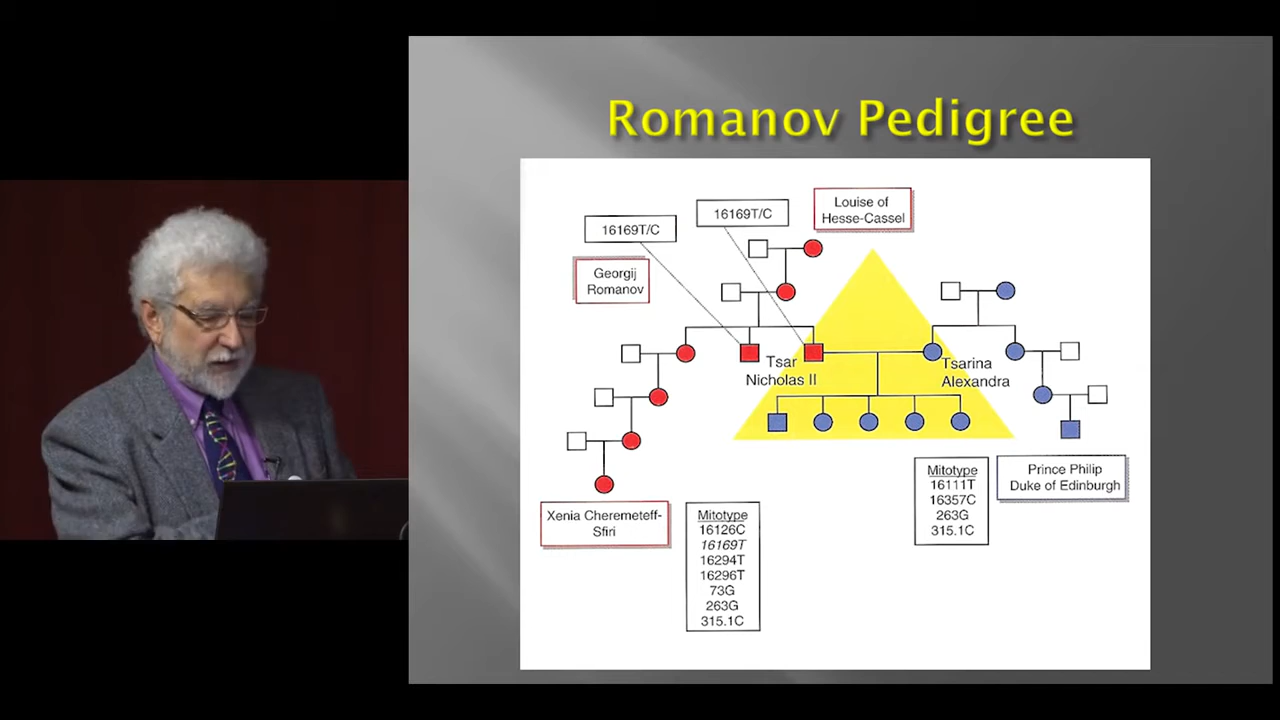 Romanov Pedigree
Louise of
Hesse-Cassel
16169T/C
16169T/C
Georgij
Romanov
Tsar
Nicholas II
Tsarina
Alexandra
Mitotype
16111T
16357C
263G
315.1C
Prince Philip
Duke of Edinburgh
Xenia Cheremeteff-
Sfiri
Mitotype
16126C
16169T
16294T
16296T
73G
263G
315.1C